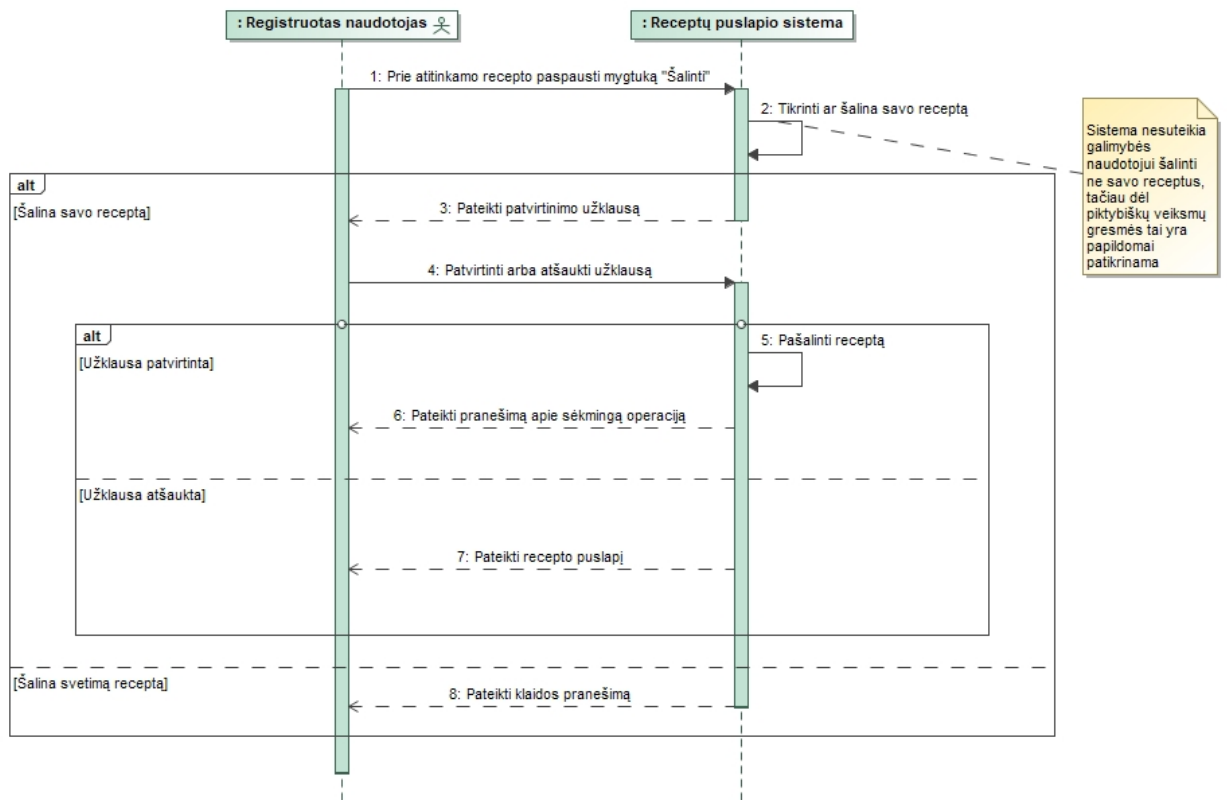 : Registruotas naudotojas
: Receptų puslapio sistema
1: Prie atitinkamo recepto paspausti mygtuką "Šalinti"
2: Tikrinti ar šalina savo receptą
Sistema nesuteikia
galimybės
naudotojui šalinti
ne savo receptus,
tačiau dėl
piktybiškų veiksmų
gresmės tai yra
papildomai
patikrinama
alt
[Šalina savo receptą]
3: Pateikti patvirtinimo užklausą
4: Patvirtinti arba atšaukti užklausą
alt
[Užklausa patvirtinta]
5: Pašalinti receptą
6: Pateikti pranešimą apie sėkmingą operaciją
[Užklausa atšaukta]
7: Pateikti recepto puslapį
[Šalina svetimą receptą]
8: Pateikti klaidos pranešimą